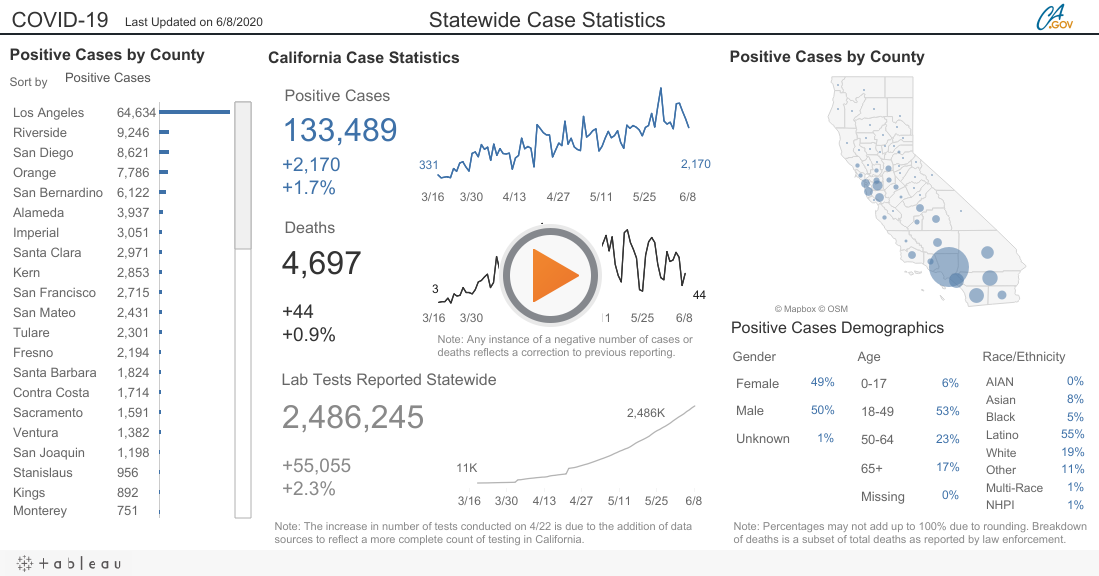 COVID-19 Last Updated on 6/8/2020 Statewide Case Statistics CA.GOV
Positive Cases by County
Sort by Positive Cases
Los Angeles 64,634
Riverside 9,246
San Diego 8,621
Orange 7,786
San Bernardino 6,122
Alameda 3,937
Imperial 3,051
Santa Clara 2,971
Kern 2,853
San Francisco 2,715
San Mateo 2,431
Tulare 2,301
Fresno 2,194
Santa Barbara 1,824
Contra Costa 1,714
Sacramento 1,591
Ventura 1,382
San Joaquin 1,198
Stanislaus 956
Kings 892
Monterey 751
California Case Statistics
Positive Cases
133,489
+2,170
+1.7%
331
2,170
3/16 3/30 4/13 4/27 5/11 5/25 6/8
Deaths
4,697
+44
+0.9%
3
44
3/16 3/30 1 5/25 6/8
Note: Any instance of a negative number of cases or
deaths reflects a correction to previous reporting.
Lab Tests Reported Statewide
2,486,245
+55,055
+2.3%
11K
2,486K
3/16 3/30 4/13 4/27 5/11 5/25 6/8
Note: The increase in number of tests conducted on 4/22 is due to the addition of data
sources to reflect a more complete count of testing in California.
Positive Cases by County
© Mapbox © OSM
Positive Cases Demographics
Gender
Female 49%
Male 50%
Unknown 1%
Age
0-17 6%
18-49 53%
50-64 23%
65+ 17%
Missing 0%
Race/Ethnicity
AIAN 0%
Asian 8%
Black 5%
Latino 55%
White 19%
Other 11%
Multi-Race 1%
NHPI 1%
Note: Percentages may not add up to 100% due to rounding. Breakdown
of deaths is a subset of total deaths as reported by law enforcement.
+ableau